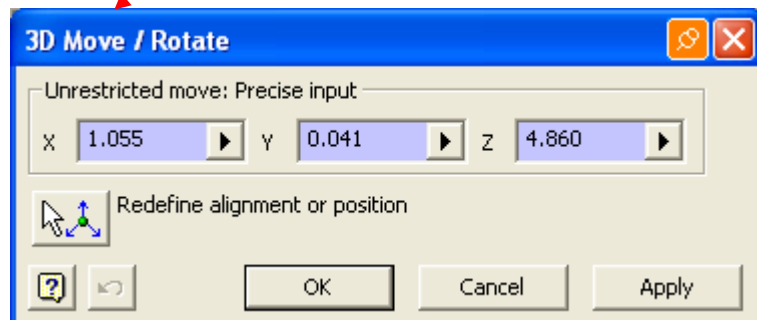 3D Move / Rotate
Unrestricted move: Precise input
X 1.055 Y 0.041 Z 4.860
Redefine alignment or position
? OK Cancel Apply